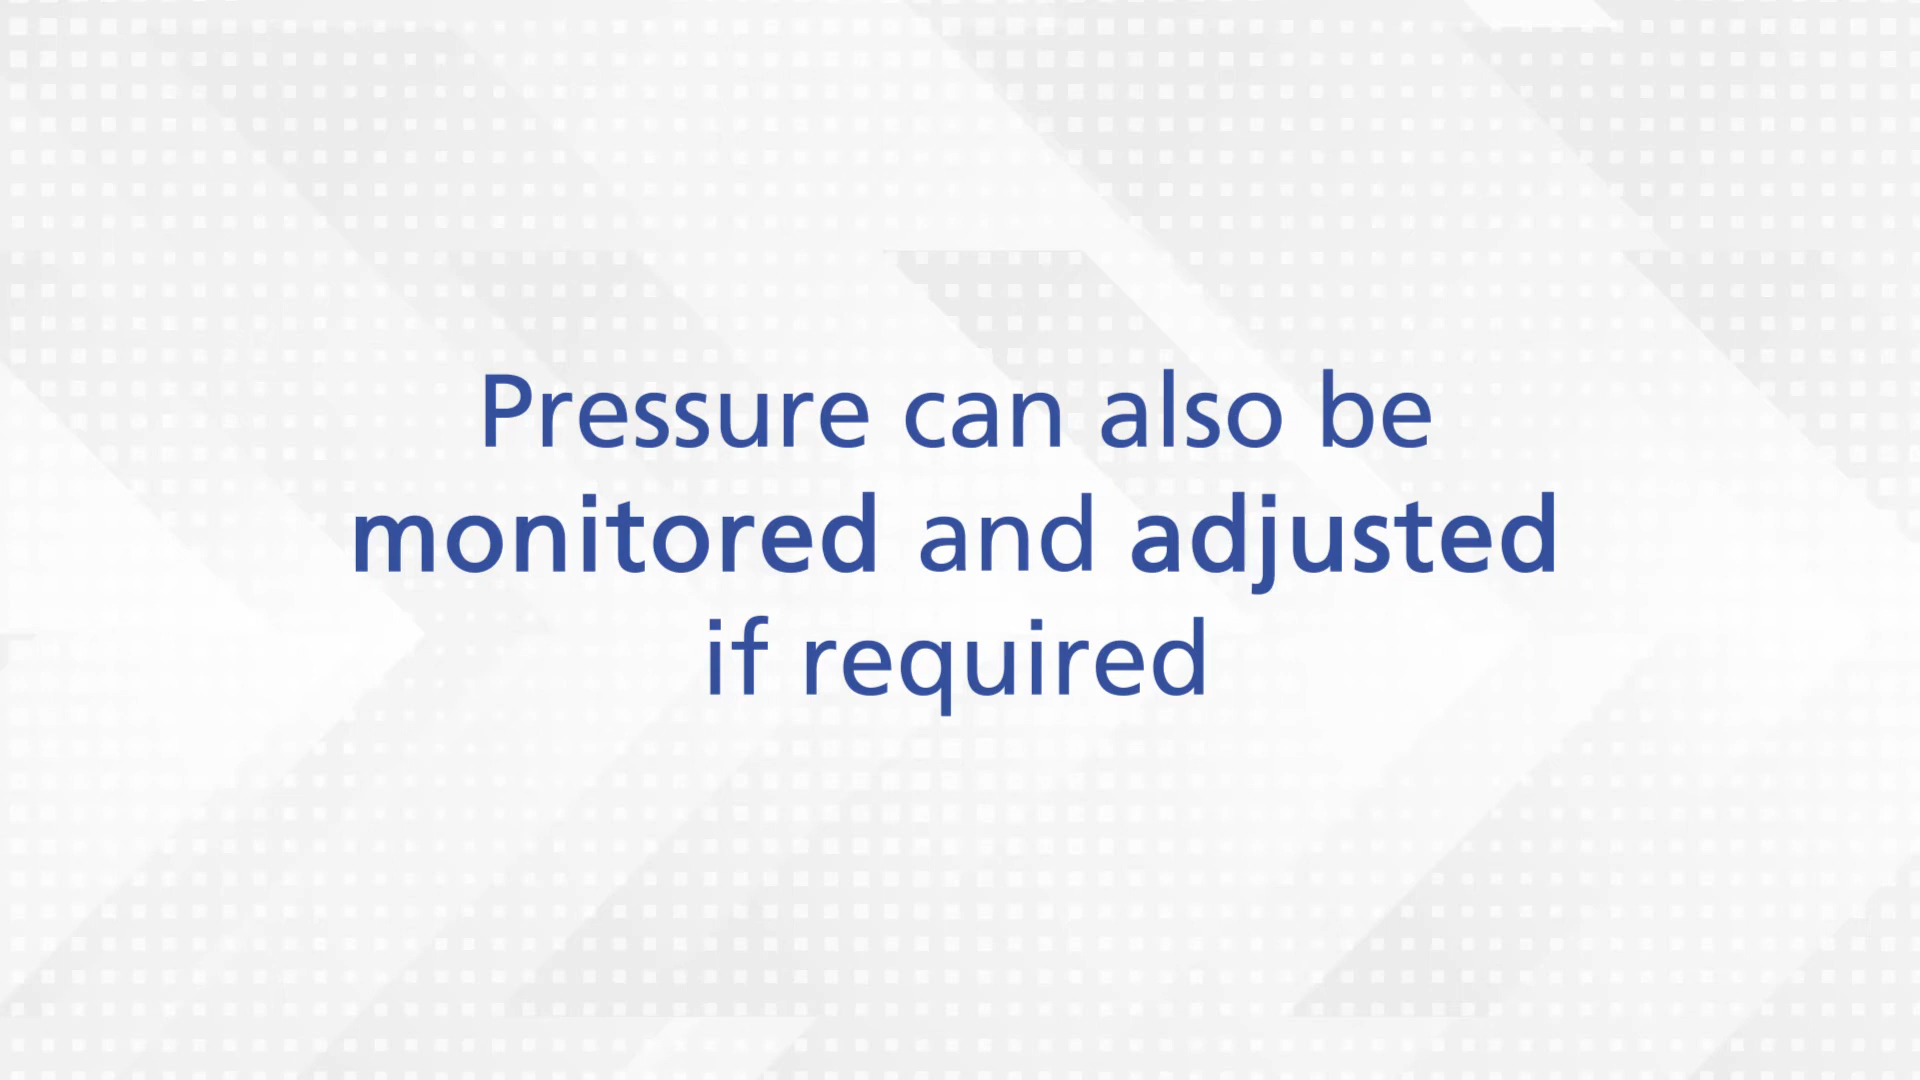 Pressure can also be
monitored and adjusted
if required